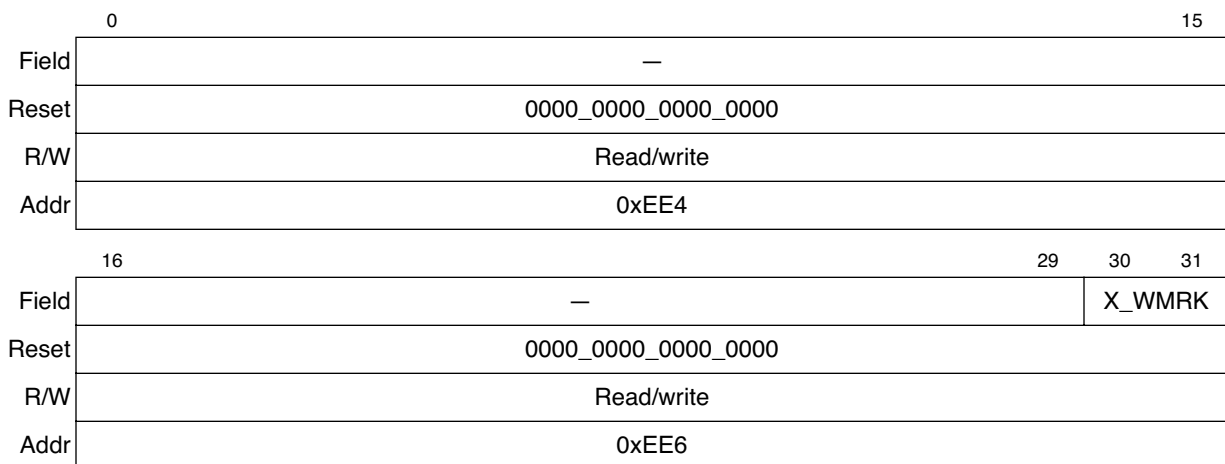 0 15
Field —
Reset 0000_0000_0000_0000
R/W Read/write
Addr 0xEE4
16 29 30 31
Field — X_WMRK
Reset 0000_0000_0000_0000
R/W Read/write
Addr 0xEE6